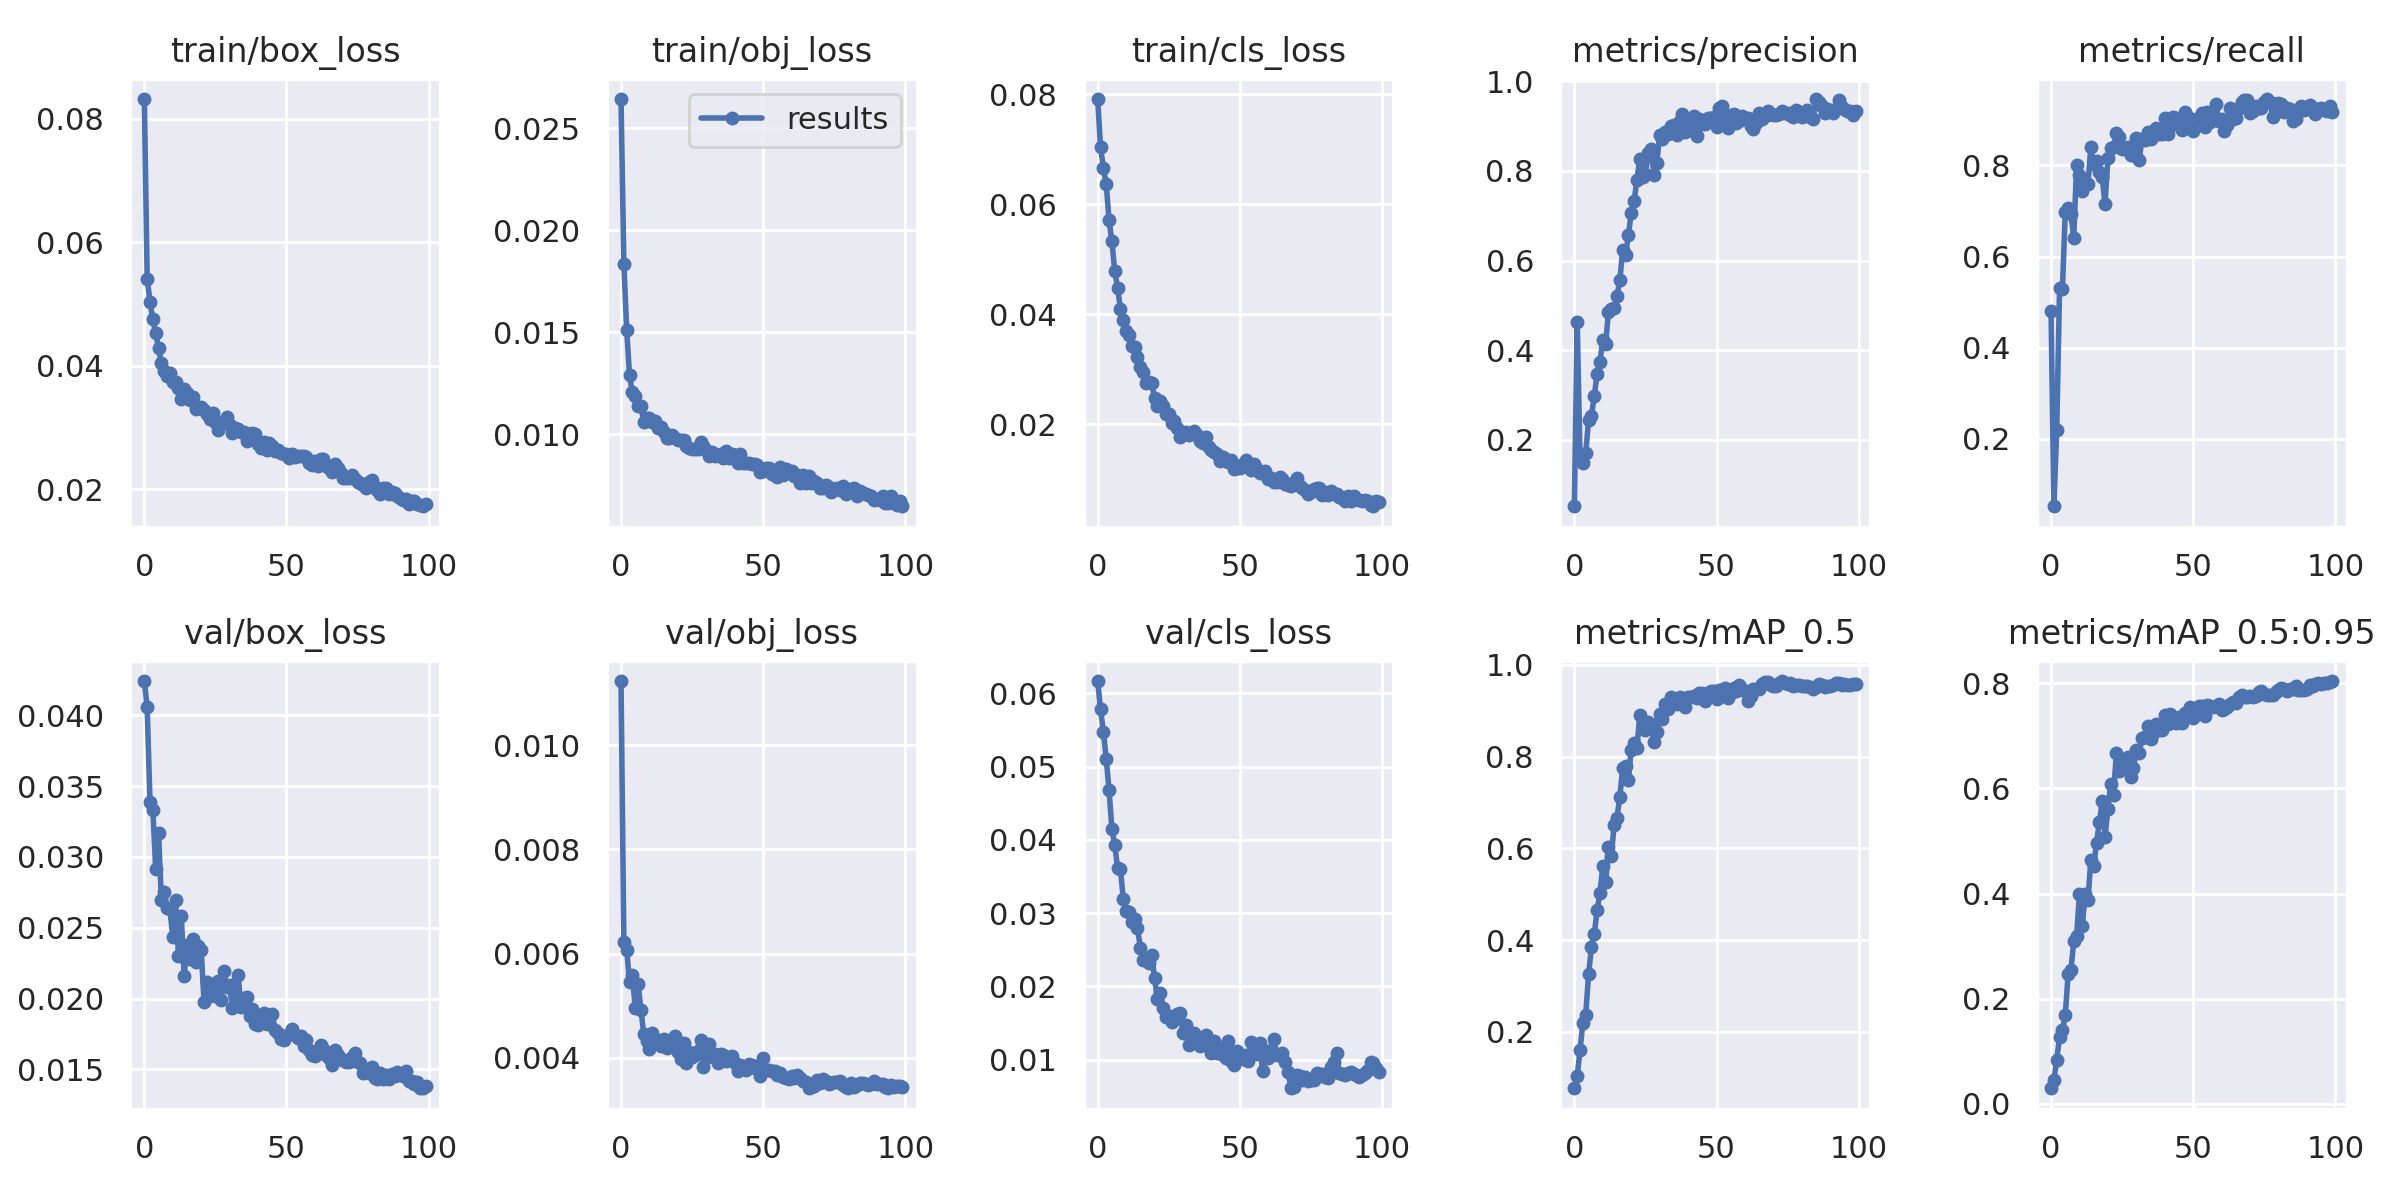 train/box_loss
0.08
0.06
0.04
0.02
0 50 100
train/obj_loss
results
0.025
0.020
0.015
0.010
0 50 100
train/cls_loss
0.08
0.06
0.04
0.02
0 50 100
metrics/precision
1.0
0.8
0.6
0.4
0.2
0 50 100
metrics/recall
0.8
0.6
0.4
0.2
0 50 100
val/box_loss
0.040
0.035
0.030
0.025
0.020
0.015
0 50 100
val/obj_loss
0.010
0.008
0.006
0.004
0 50 100
val/cls_loss
0.06
0.05
0.04
0.03
0.02
0.01
0 50 100
metrics/mAP_0.5
1.0
0.8
0.6
0.4
0.2
0 50 100
metrics/mAP_0.5:0.95
0.8
0.6
0.4
0.2
0.0
0 50 100